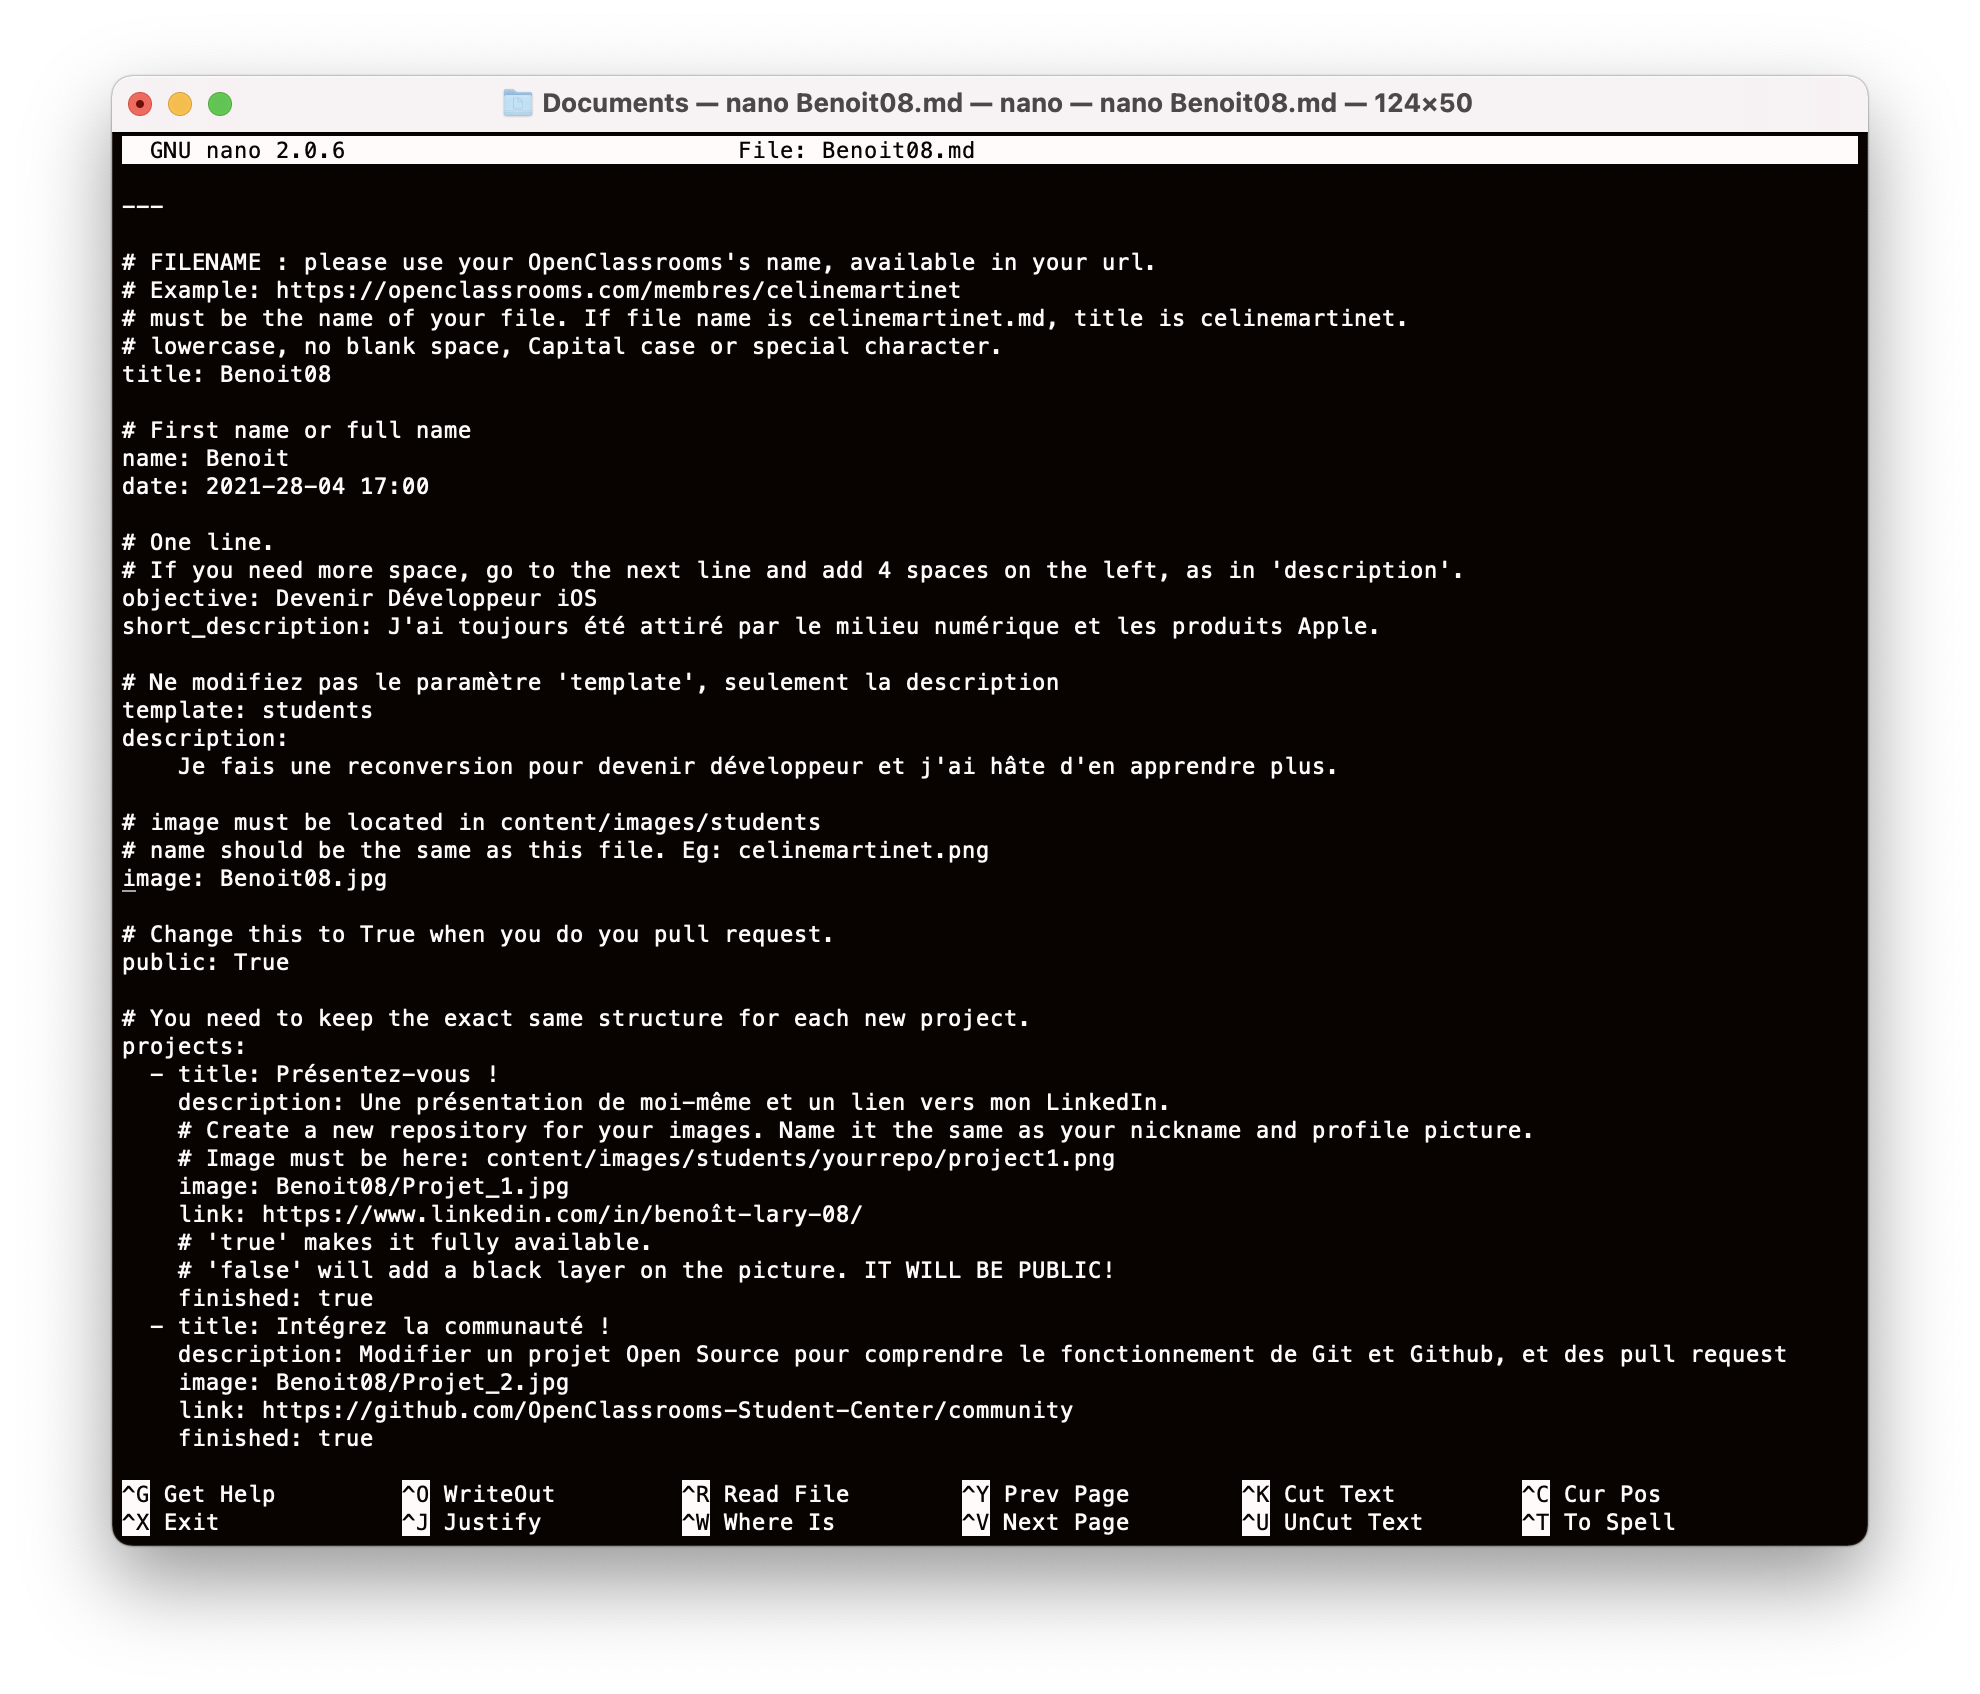 Documents — nano Benoit08.md — nano — nano Benoit08.md — 124×50
GNU nano 2.0.6 File: Benoit08.md
---
# FILENAME : please use your OpenClassrooms's name, available in your url.
# Example: https://openclassrooms.com/membres/celinemartinet
# must be the name of your file. If file name is celinemartinet.md, title is celinemartinet.
# lowercase, no blank space, Capital case or special character.
title: Benoit08
# First name or full name
name: Benoit
date: 2021-28-04 17:00
# One line.
# If you need more space, go to the next line and add 4 spaces on the left, as in 'description'.
objective: Devenir Développeur iOS
short_description: J'ai toujours été attiré par le milieu numérique et les produits Apple.
# Ne modifiez pas le paramètre 'template', seulement la description
template: students
description:
    Je fais une reconversion pour devenir développeur et j'ai hâte d'en apprendre plus.
# image must be located in content/images/students
# name should be the same as this file. Eg: celinemartinet.png
image: Benoit08.jpg
# Change this to True when you do you pull request.
public: True
# You need to keep the exact same structure for each new project.
projects:
  - title: Présentez-vous !
    description: Une présentation de moi-même et un lien vers mon LinkedIn.
    # Create a new repository for your images. Name it the same as your nickname and profile picture.
    # Image must be here: content/images/students/yourrepo/project1.png
    image: Benoit08/Projet_1.jpg
    link: https://www.linkedin.com/in/benoît-lary-08/
    # 'true' makes it fully available.
    # 'false' will add a black layer on the picture. IT WILL BE PUBLIC!
    finished: true
  - title: Intégrez la communauté !
    description: Modifier un projet Open Source pour comprendre le fonctionnement de Git et Github, et des pull request
    image: Benoit08/Projet_2.jpg
    link: https://github.com/OpenClassrooms-Student-Center/community
    finished: true
^G Get Help ^O WriteOut ^R Read File ^Y Prev Page ^K Cut Text ^C Cur Pos
^X Exit ^J Justify ^W Where Is ^V Next Page ^U UnCut Text ^T To Spell